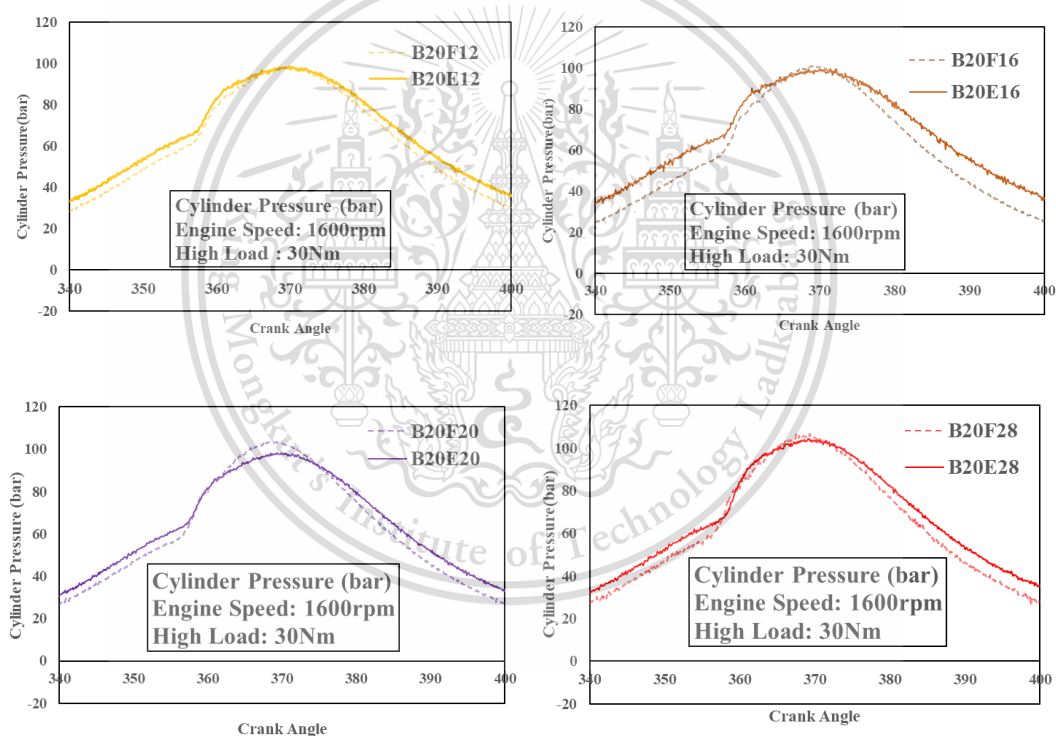 120
100
80
60
40
20
0
-20
Cylinder Pressure(bar)
B20F12
B20E12
Cylinder Pressure (bar)
Engine Speed: 1600rpm
High Load : 30Nm
340 350 360 370 380 390 400
Crank Angle
120
100
80
60
40
20
0
20
Cylinder Pressure(bar)
B20F16
B20E16
Cylinder Pressure (bar)
Engine Speed: 1600rpm
High Load: 30Nm
340 350 360 370 380 390 400
Crank Angle
120
100
80
60
40
20
0
-20
Cylinder Pressure (bar)
B20F20
B20E20
Cylinder Pressure (bar)
Engine Speed: 1600rpm
High Load: 30Nm
340 350 360 370 380 390 400
Crank Angle
120
100
80
60
40
20
0
-20
Cylinder Pressure(bar)
B20F28
B20E28
Cylinder Pressure (bar)
Engine Speed: 1600rpm
High Load: 30Nm
340 350 360 370 380 390 400
Crank Angle
Mongkut's Institute of Technology Ladkrabang